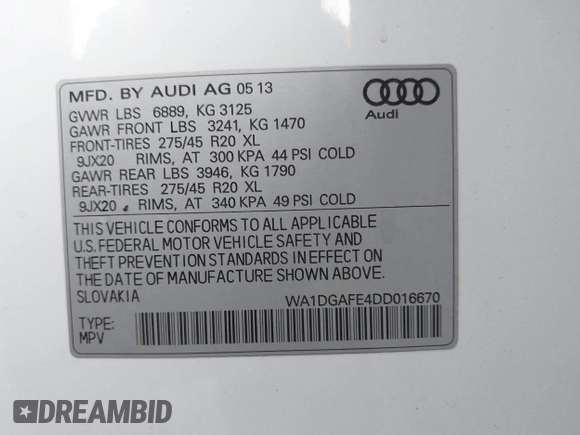 MFD. BY AUDI AG 05 13
GVWR LBS 6889, KG 3125
GAWR FRONT LBS 3241, KG 1470
FRONT-TIRES 275/45 R20 XL
9JX20 RIMS, AT 300 KPA 44 PSI COLD
GAWR REAR LBS 3946, KG 1790
REAR-TIRES 275/45 R20 XL
9JX20 RIMS, AT 340 KPA 49 PSI COLD
Audi
THIS VEHICLE CONFORMS TO ALL APPLICABLE
U.S. FEDERAL MOTOR VEHICLE SAFETY AND
THEFT PREVENTION STANDARDS IN EFFECT ON
THE DATE OF MANUFACTURE SHOWN ABOVE.
SLOVAKIA WA1DGAFE4DD016670
TYPE:
MPV
DREAMBID